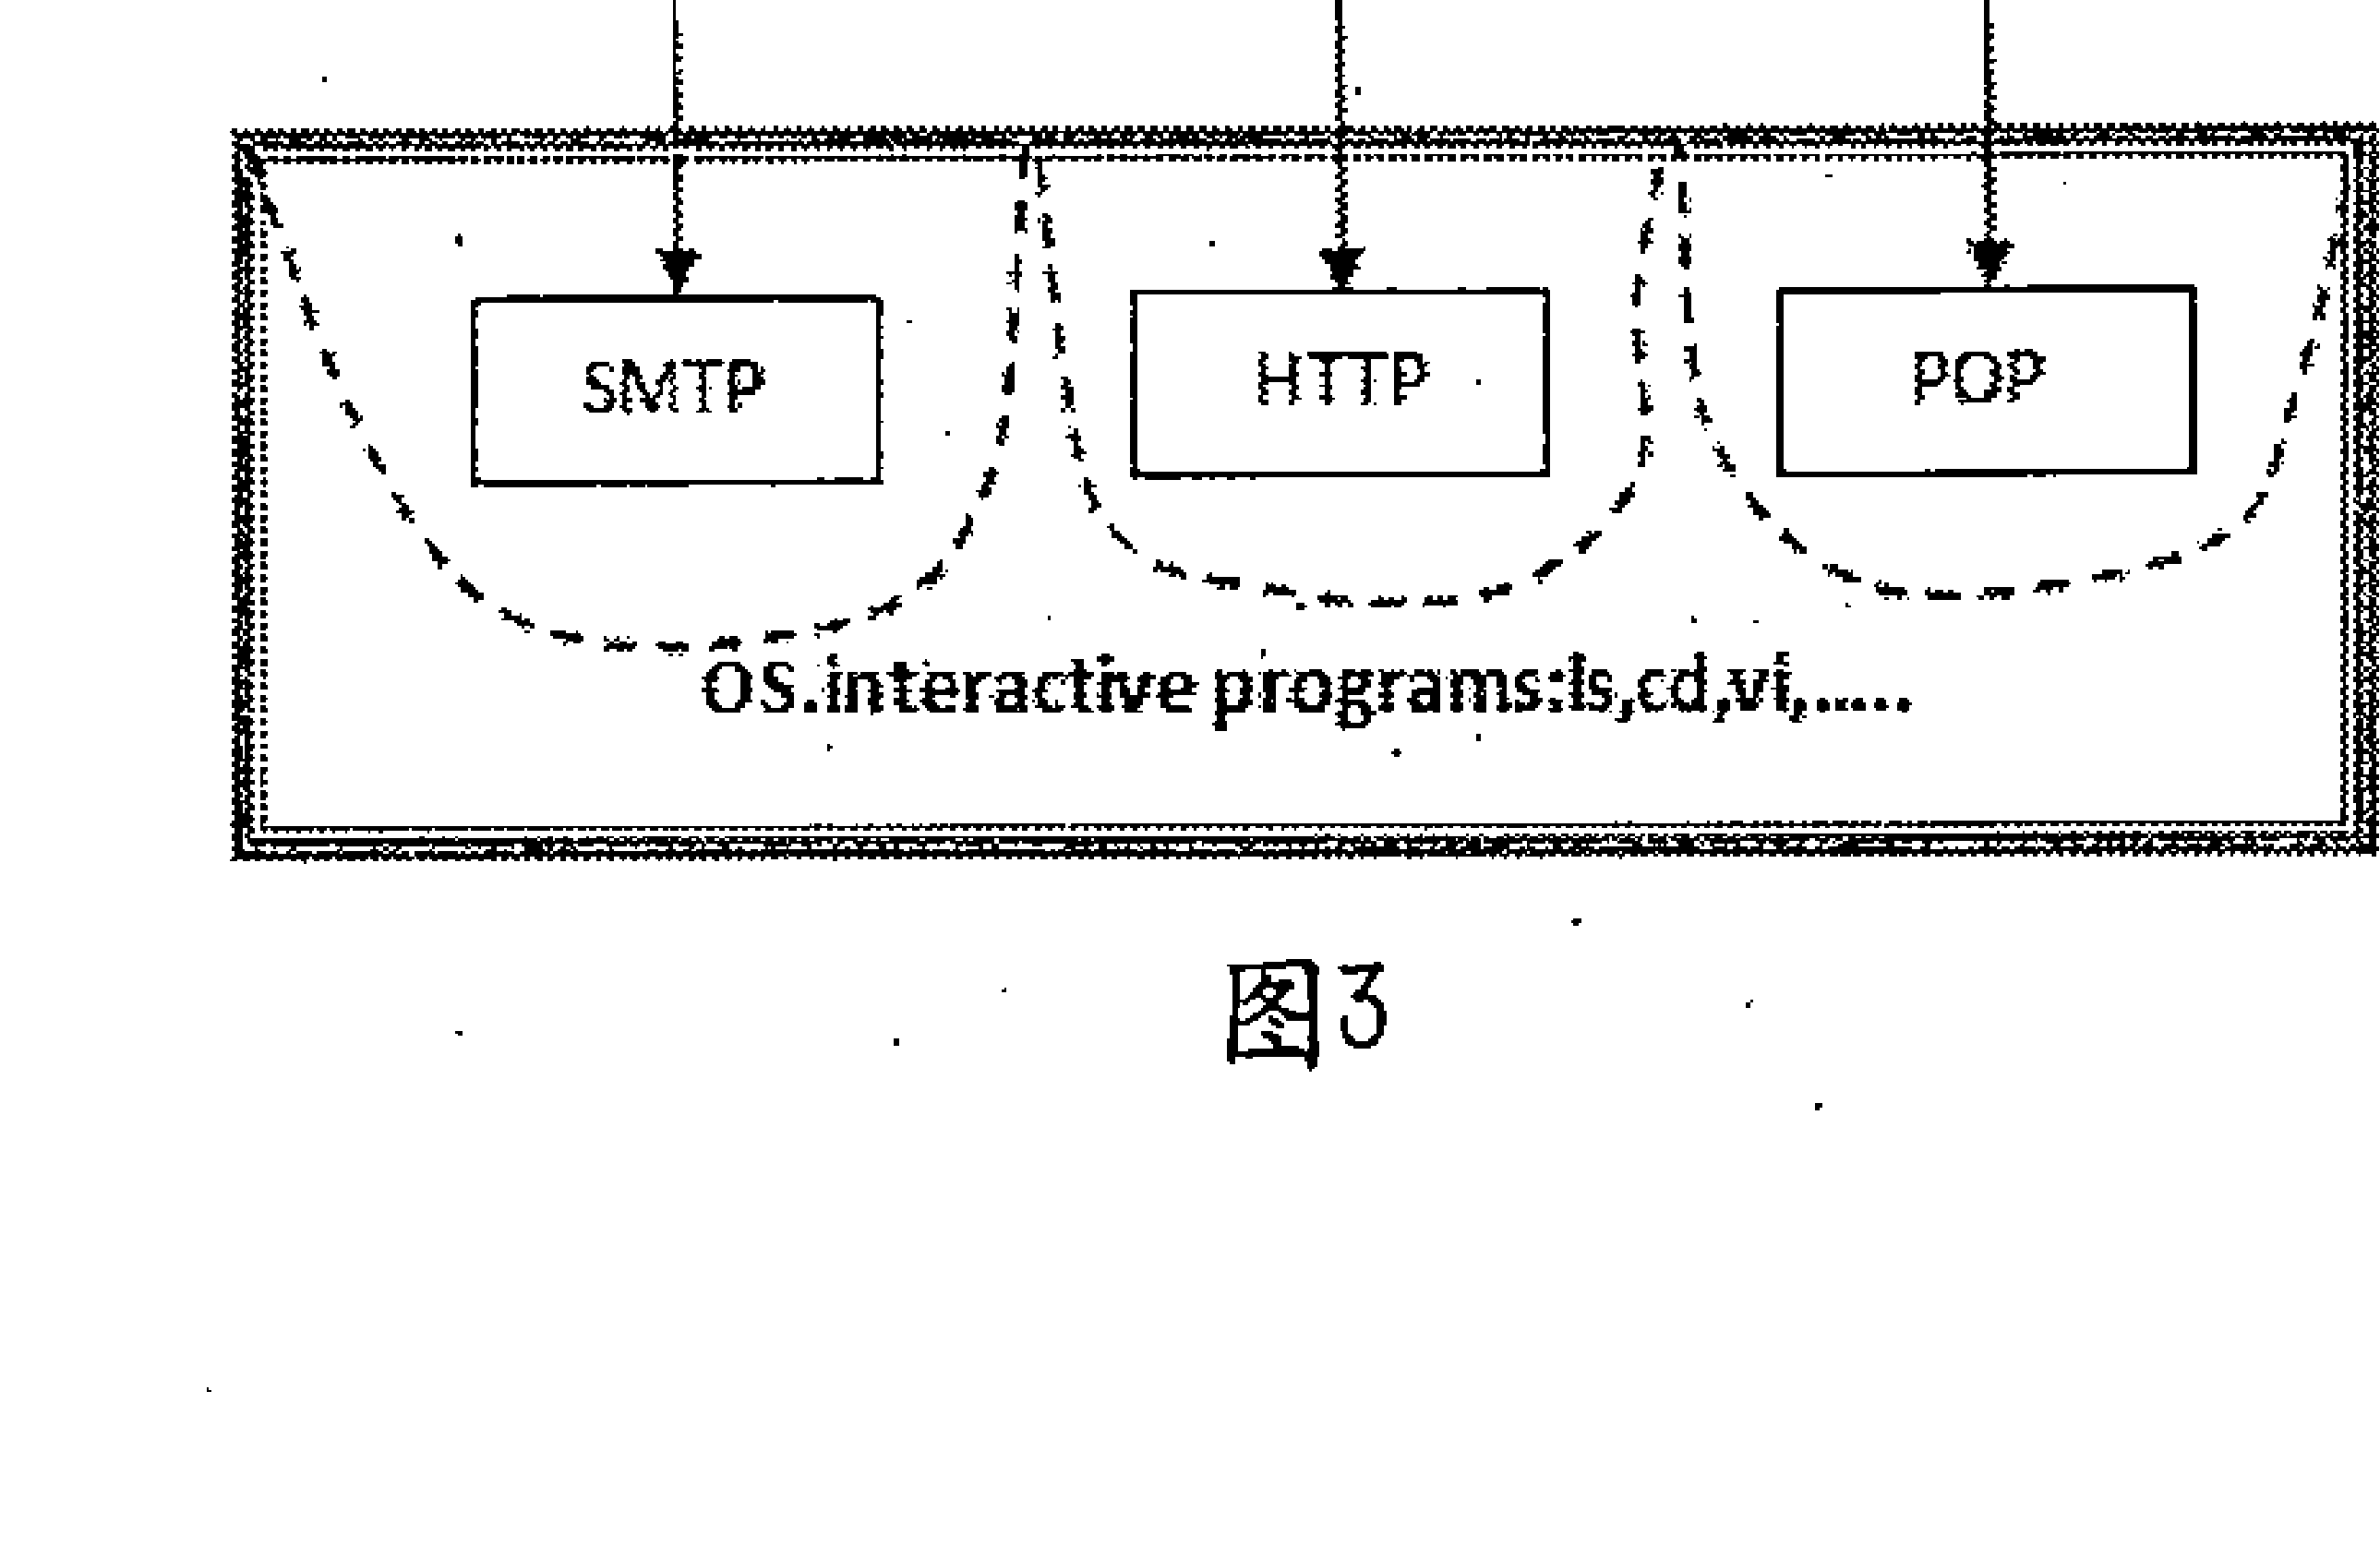 SMTP HTTP POP
OS.interactive programs:ls,cd,vi,.....
图3